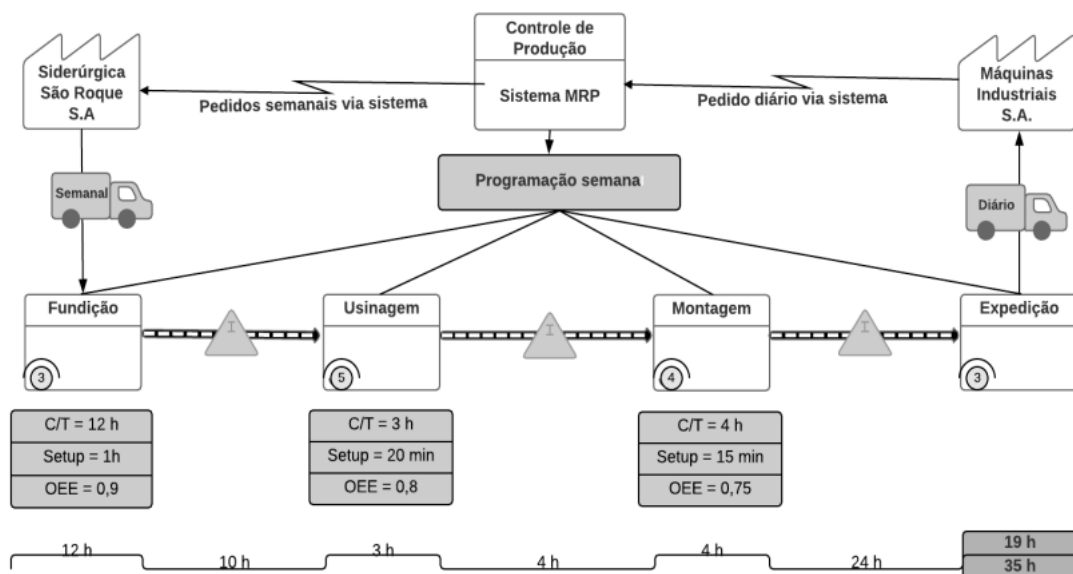 Siderúrgica
São Roque
S.A
Pedidos semanais via sistema
Controle de
Produção
Sistema MRP
Pedido diário via sistema
Máquinas
Industriais
S.A.
Semanal
Programação semana
Diário
Fundição
I
Usinagem
I
Montagem
I
Expedição
3
5
4
3
C/T = 12 h
Setup = 1h
OEE = 0,9
C/T = 3 h
Setup = 20 min
OEE = 0,8
C/T = 4 h
Setup = 15 min
OEE = 0,75
12 h
10 h
3 h
4 h
4 h
24 h
19 h
35 h